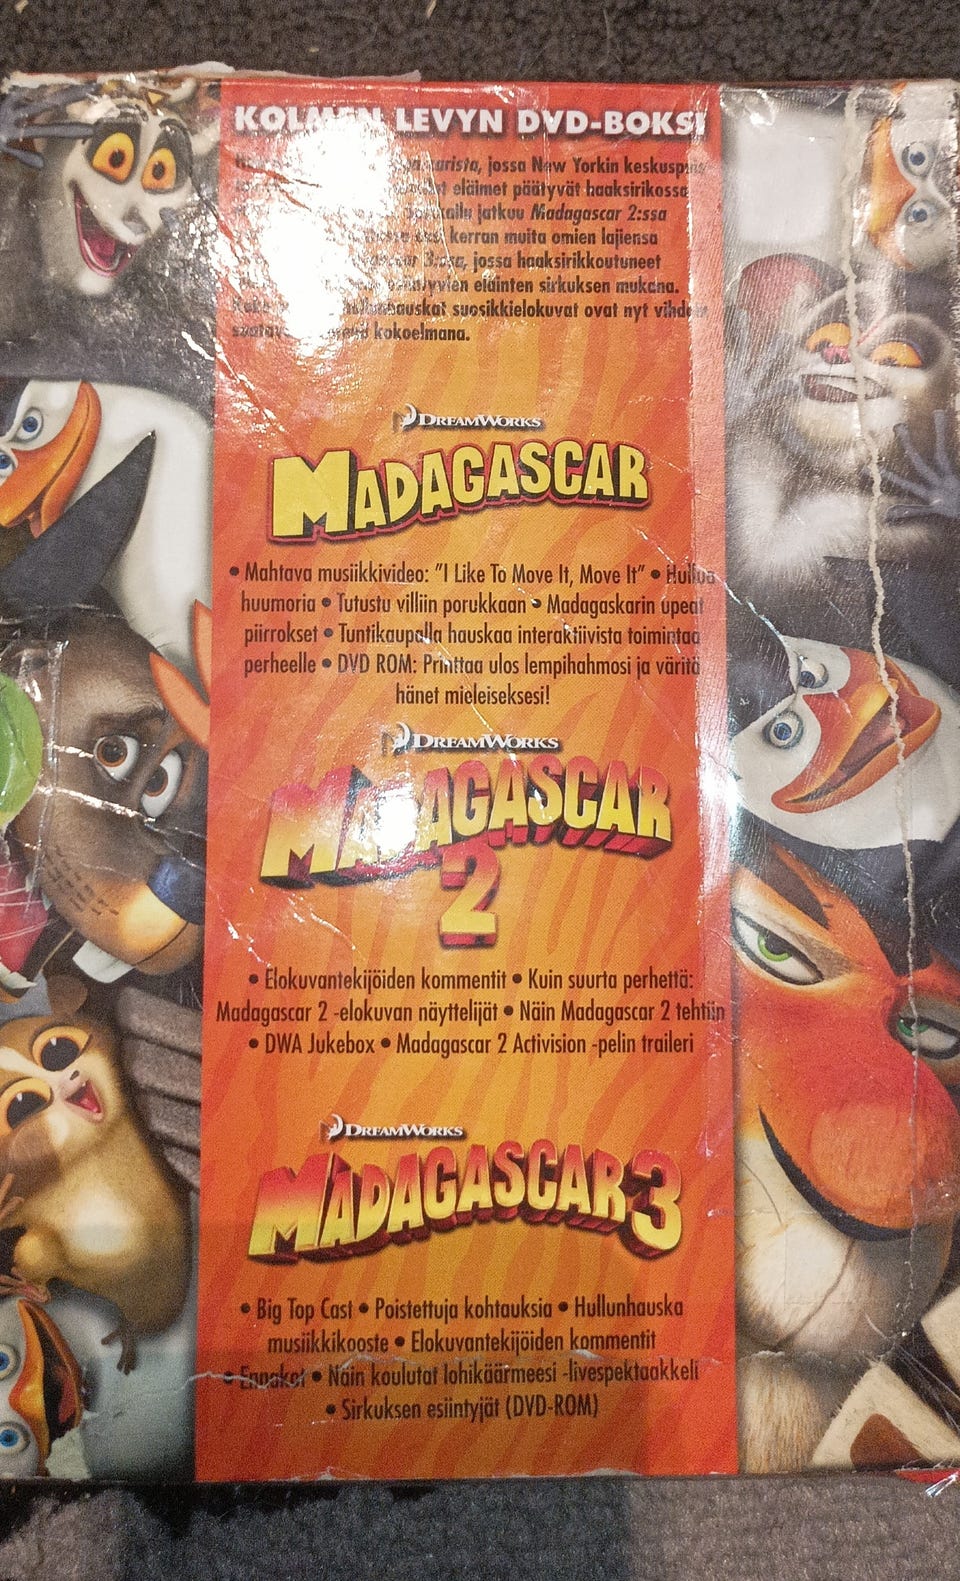 KOLMEN LEVYN DVD-BOKSI
jossa New Yorkin
eläimet päätyvät haaksirikossa
jatkuu Madagascar 2:ssa
kerran muita omien lajiensa
jossa haaksirikkoutuneet
eläinten sirkuksen mukana.
suosikkielokuvat ovat nyt
kokoelmana.
DREAMWORKS
MADAGASCAR
• Mahtava musiikkivideo: ”I Like To Move It, Move It” • Hulluo
huumoria • Tutustu villiin porukkaan • Madagaskarin upeat
piirrokset • Tuntikaupalla hauskaa interaktiivista toimintaa
perheelle • DVD ROM: Printtaa ulos lempihahmosi ja väritä
hänet mieleiseksesi!
DREAMWORKS
MADAGASCAR
2
• Elokuvantekijöiden kommentit • Kuin suurta perhettä:
Madagascar 2 -elokuvan näyttelijät • Näin Madagascar 2 tehtiin
• DWA Jukebox • Madagascar 2 Activision -pelin traileri
DREAMWORKS
MADAGASCAR 3
• Big Top Cast • Poistettuja kohtauksia • Hullunhauska
musiikkikooste • Elokuvantekijöiden kommentit
• Ennakot • Näin koulutat lohikäärmeesi -livespektaakkeli
• Sirkuksen esiintyjät (DVD-ROM)